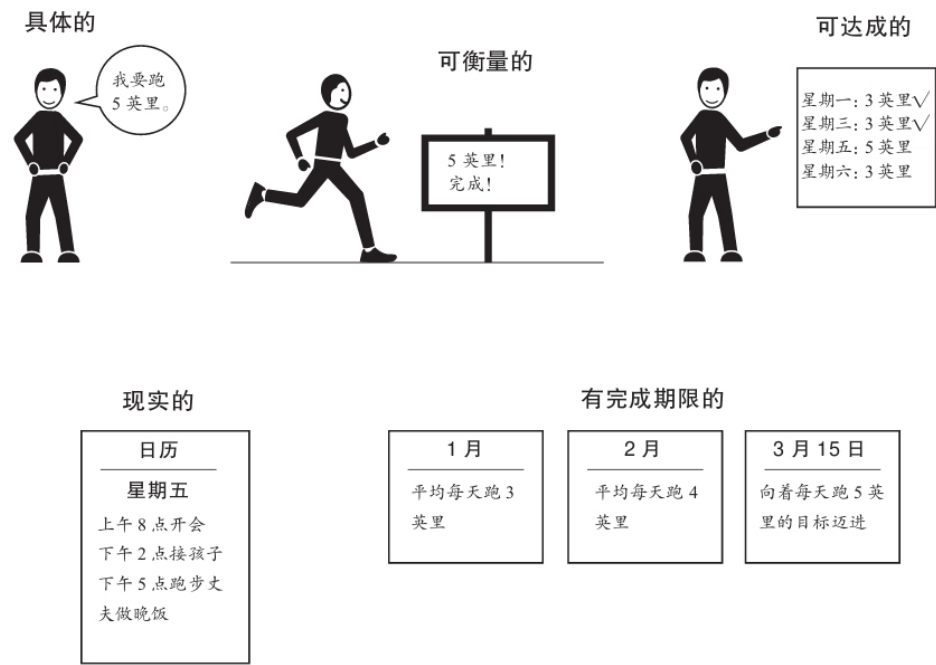 具体的
我要跑
5 英里。
可衡量的
5 英里！
完成！
可达成的
星期一：3 英里√
星期三：3 英里√
星期五：5 英里
星期六：3 英里
现实的
日历
星期五
上午 8 点开会
下午 2 点接孩子
下午 5 点跑步丈
夫做晚饭
有完成期限的
1 月
平均每天跑 3
英里
2 月
平均每天跑 4
英里
3 月 15 日
向着每天跑 5 英
里的目标迈进